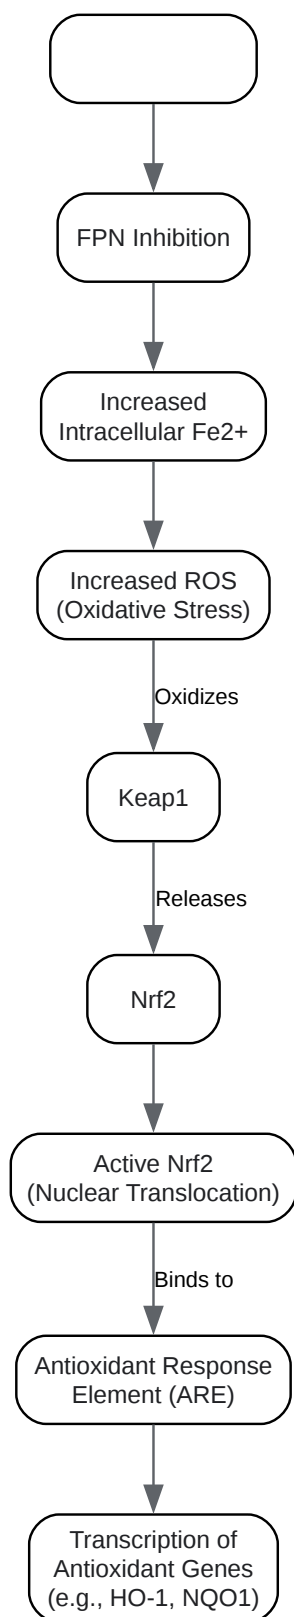 FPN Inhibition
Increased
Intracellular Fe2+
Increased ROS
(Oxidative Stress)
Oxidizes
Keap1
Releases
Nrf2
Active Nrf2
(Nuclear Translocation)
Binds to
Antioxidant Response
Element (ARE)
Transcription of
Antioxidant Genes
(e.g., HO-1, NQO1)